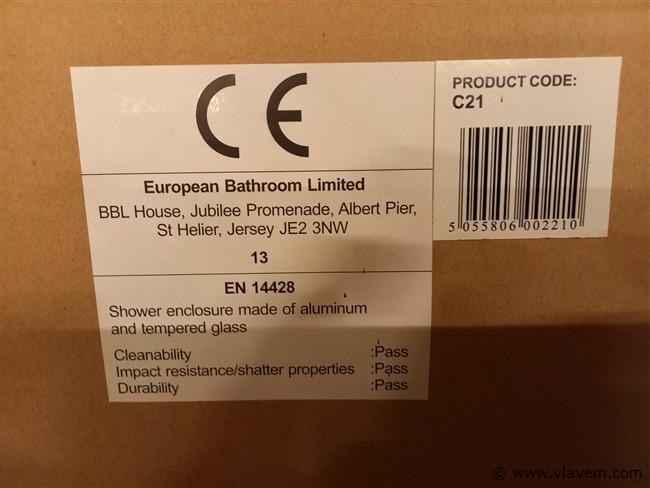 CE
European Bathroom Limited
BBL House, Jubilee Promenade, Albert Pier,
St Helier, Jersey JE2 3NW
13
EN 14428
Shower enclosure made of aluminum
and tempered glass
Cleanability :Pass
Impact resistance/shatter properties :Pass
Durability :Pass
PRODUCT CODE:
C21
5 055806 002210
© www.vlavem.com